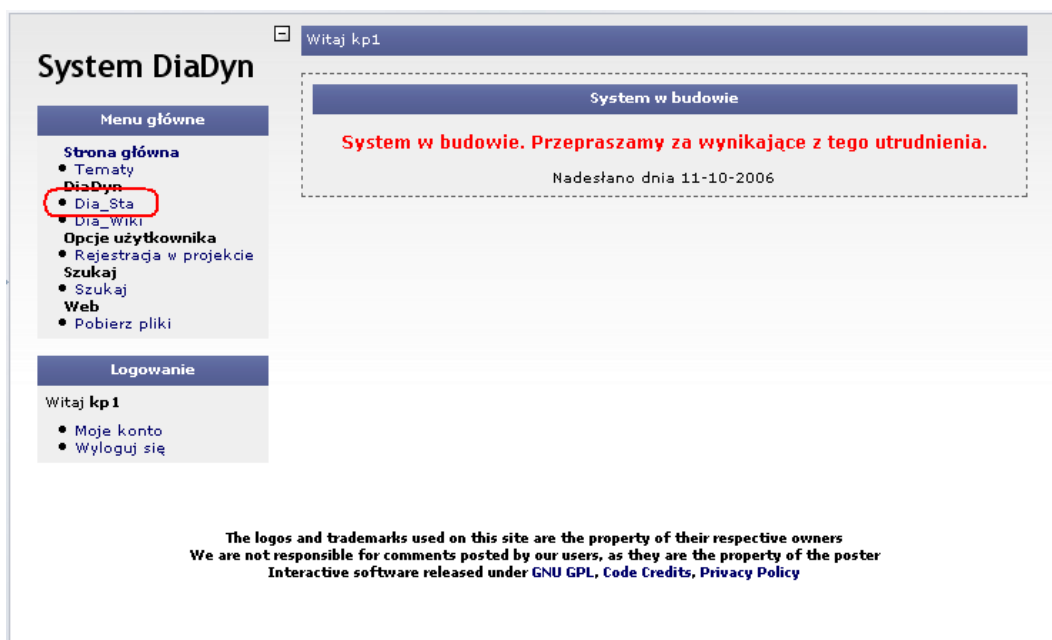 System DiaDyn
Menu główne
Strona główna
Tematy
DiaDyn
Dia_Sta
Dia_Wiki
Opcje użytkownika
Rejestracja w projekcie
Szukaj
Szukaj
Web
Pobierz pliki
Logowanie
Witaj kp1
Moje konto
Wyloguj się
Witaj kp1
System w budowie
System w budowie. Przepraszamy za wynikające z tego utrudnienia.
Nadesłano dnia 11-10-2006
The logos and trademarks used on this site are the property of their respective owners
We are not responsible for comments posted by our users, as they are the property of the poster
Interactive software released under GNU GPL, Code Credits, Privacy Policy